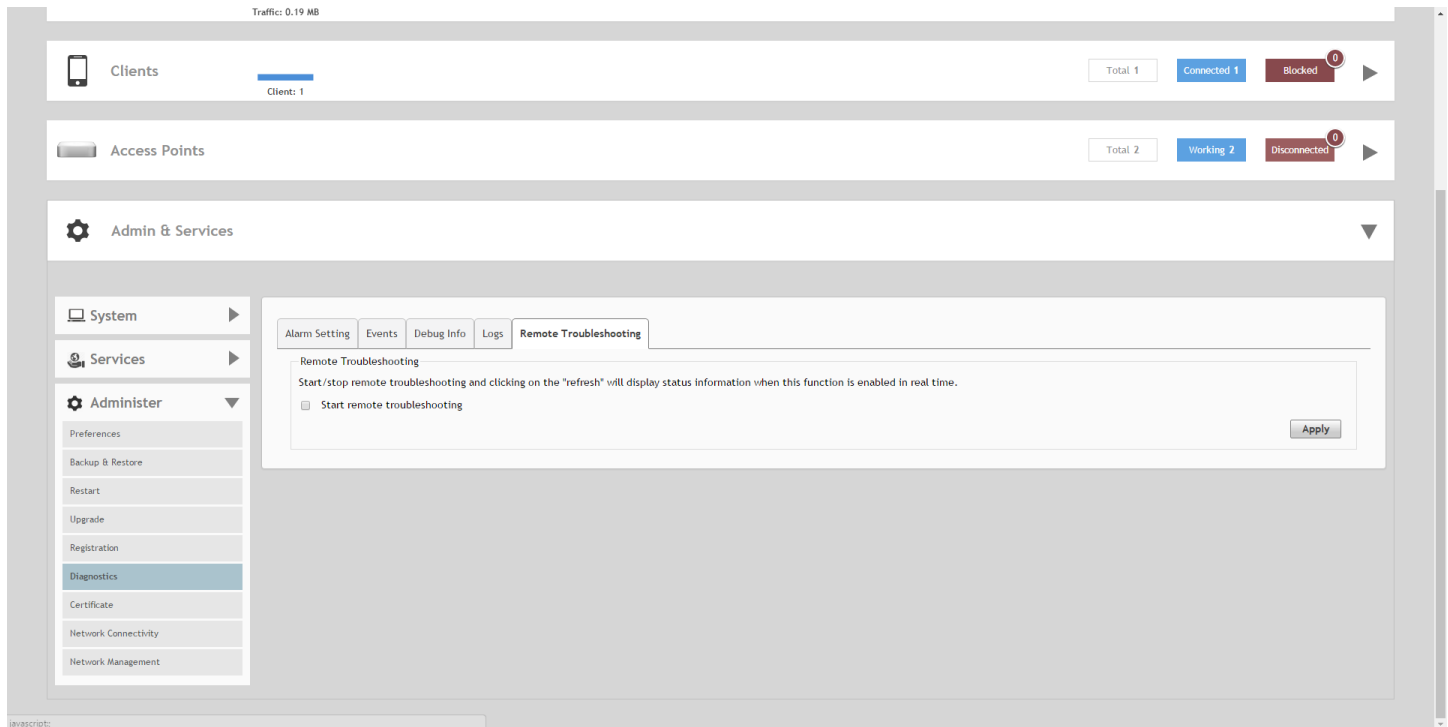 Traffic: 0.19 MB
Clients
Client: 1
Total 1
Connected 1
Blocked
0
Access Points
Total 2
Working 2
Disconnected
0
Admin & Services
System
Services
Administer
Preferences
Backup & Restore
Restart
Upgrade
Registration
Diagnostics
Certificate
Network Connectivity
Network Management
Alarm Setting
Events
Debug Info
Logs
Remote Troubleshooting
Remote Troubleshooting
Start/stop remote troubleshooting and clicking on the "refresh" will display status information when this function is enabled in real time.
Start remote troubleshooting
Apply
javascript:;